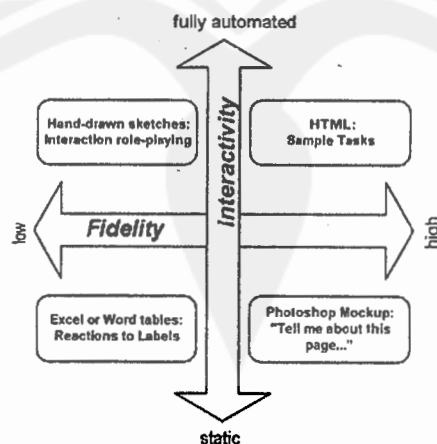 fully automated
Hand-drawn sketches:
Interaction role-playing
HTML:
Sample Tasks
Interactivity
low
Fidelity
high
Excel or Word tables:
Reactions to Labels
Photoshop Mockup:
"Tell me about this
page..."
static